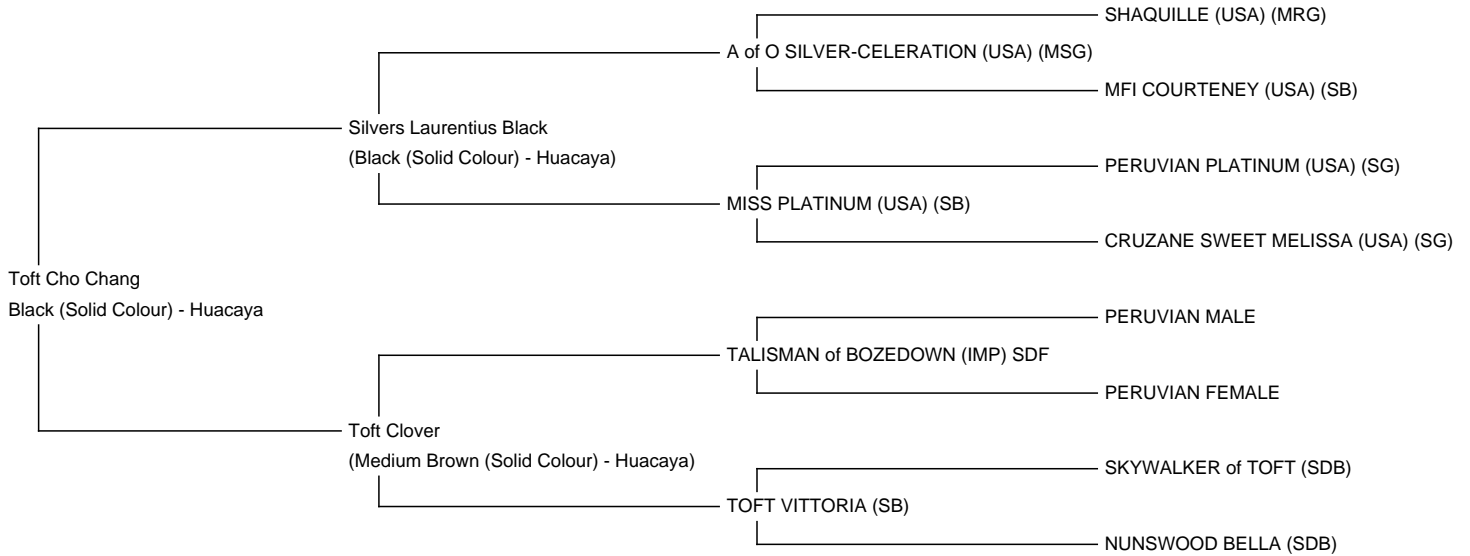 SHAQUILLE (USA) (MRG)
A of O SILVER-CELERATION (USA) (MSG)
MFI COURTENEY (USA) (SB)
Silvers Laurentius Black
(Black (Solid Colour) - Huacaya)
PERUVIAN PLATINUM (USA) (SG)
MISS PLATINUM (USA) (SB)
CRUZANE SWEET MELISSA (USA) (SG)
Toft Cho Chang
Black (Solid Colour) - Huacaya
PERUVIAN MALE
TALISMAN of BOZEDOWN (IMP) SDF
PERUVIAN FEMALE
Toft Clover
(Medium Brown (Solid Colour) - Huacaya)
SKYWALKER of TOFT (SDB)
TOFT VITTORIA (SB)
NUNSWOOD BELLA (SDB)